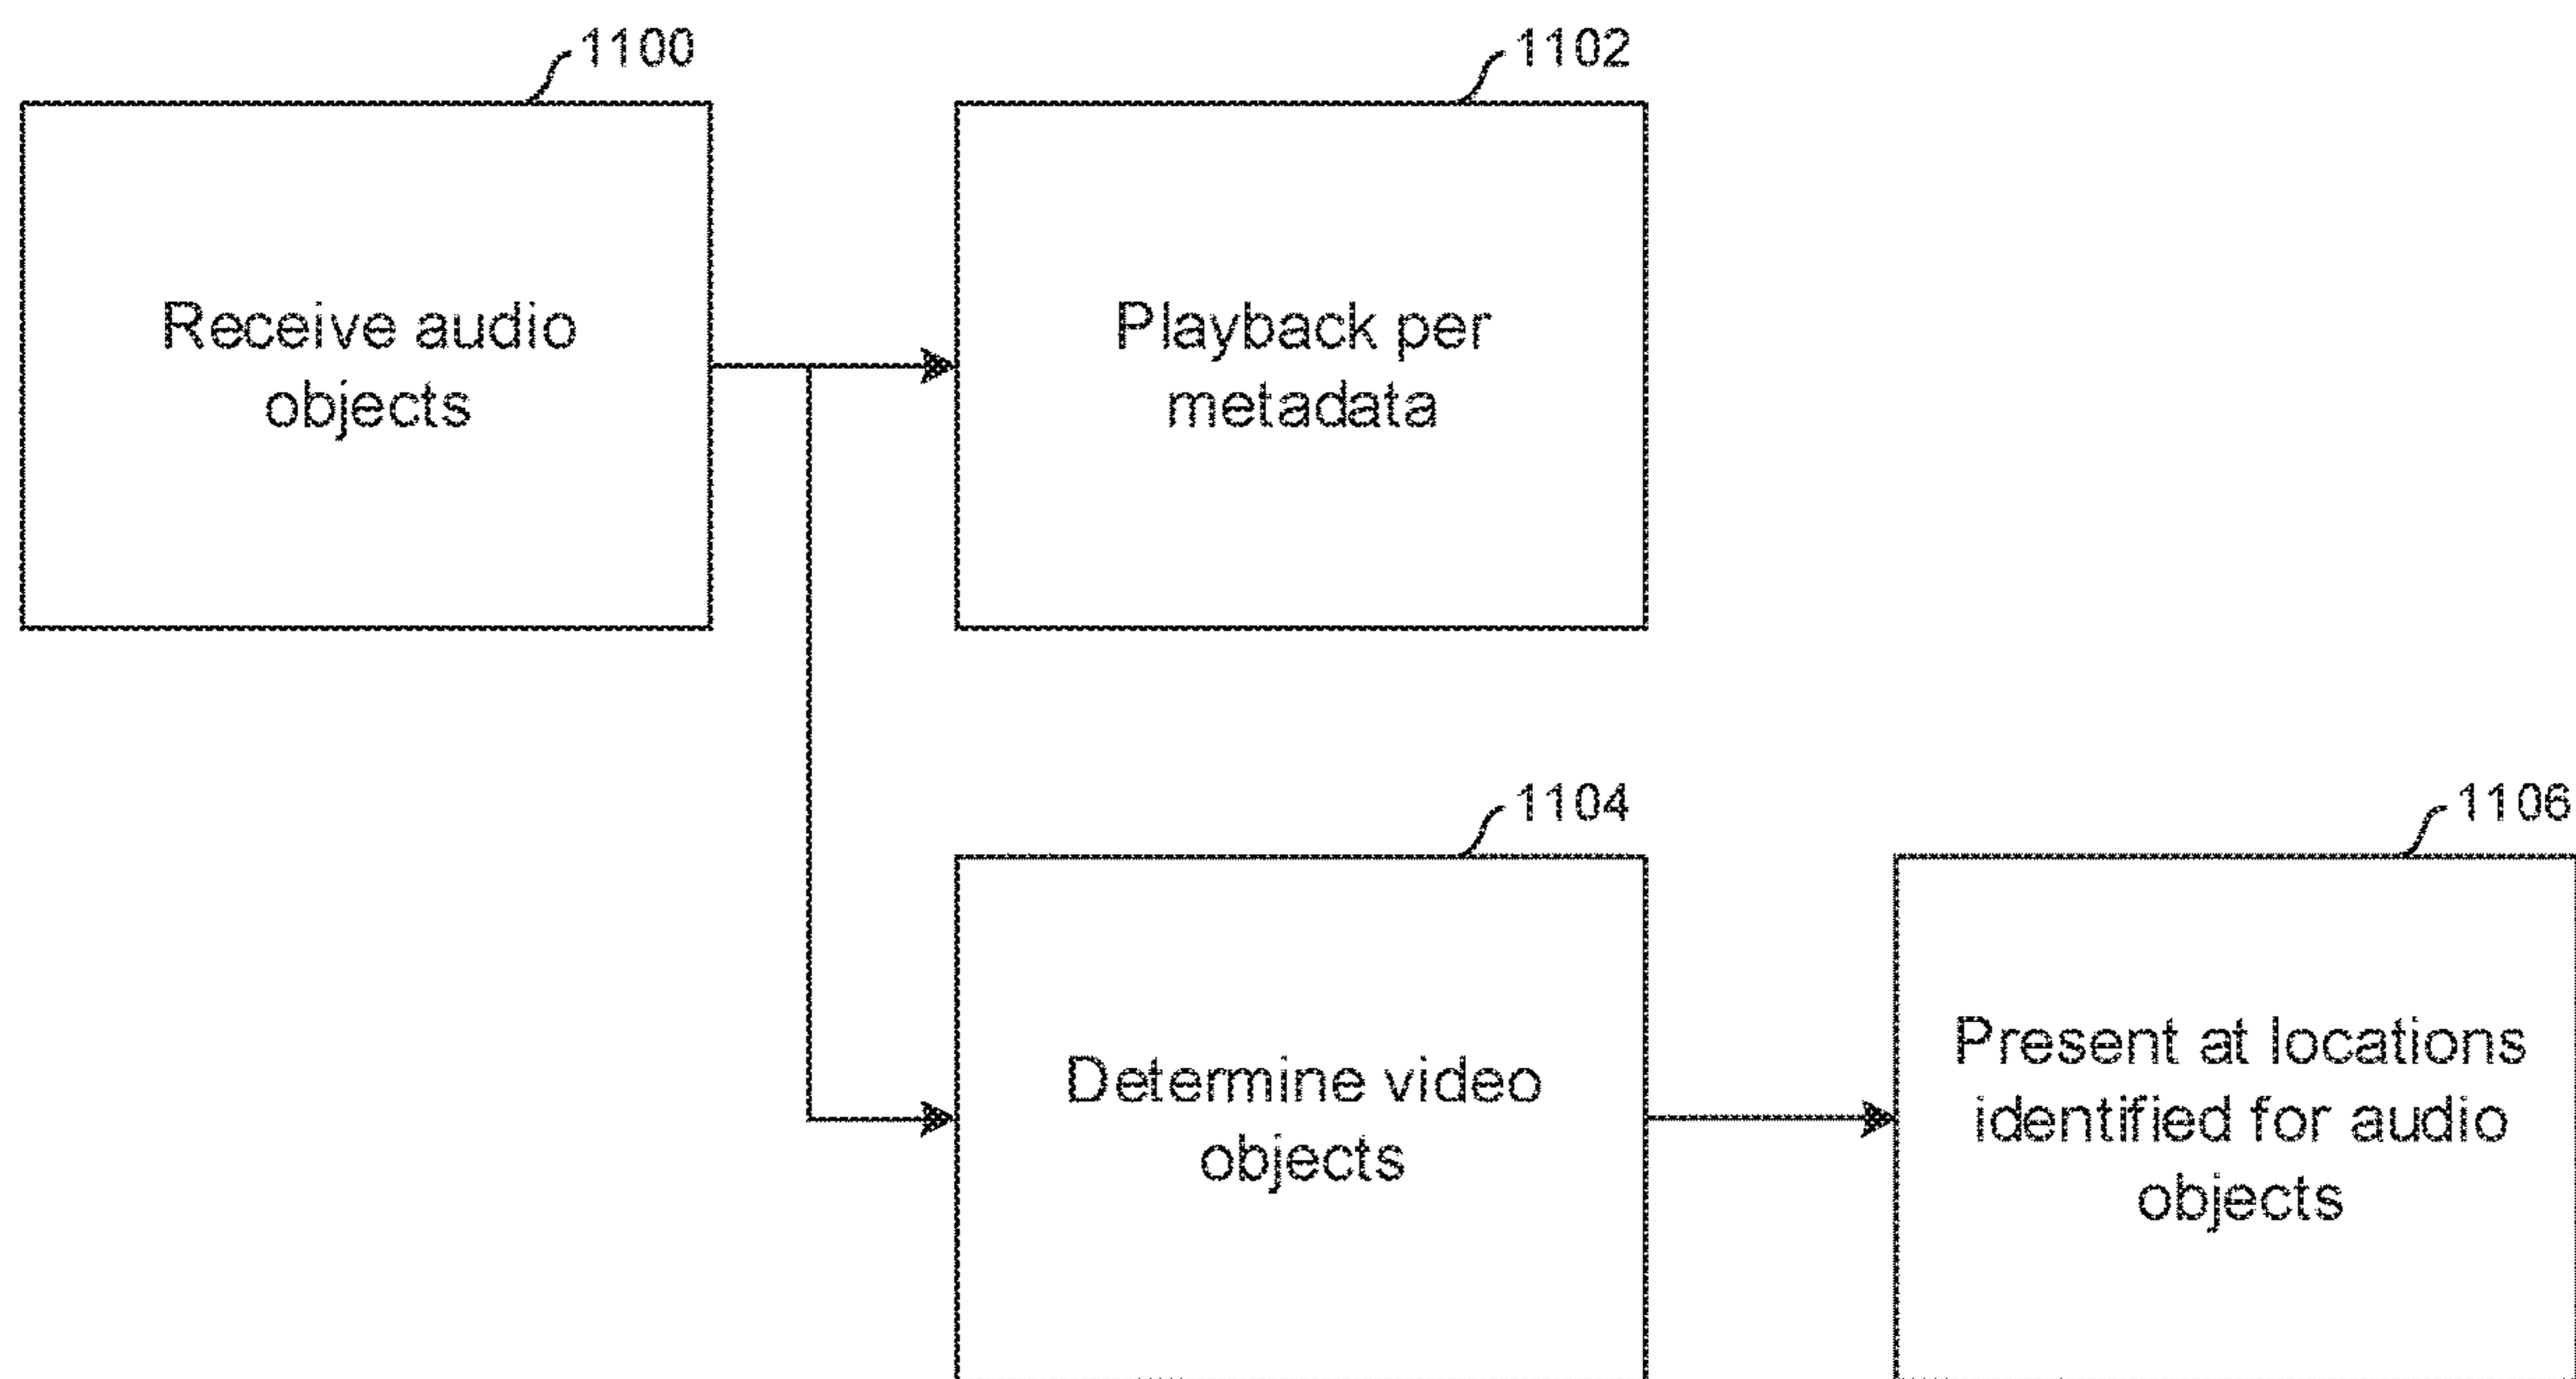 1100
Receive audio
objects
1102
Playback per
metadata
1104
Determine video
objects
1106
Present at locations
identified for audio
objects